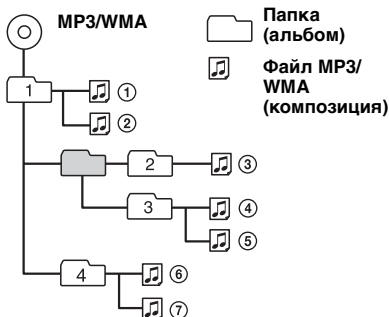 MP3/WMA
Папка
(альбом)
Файл MP3/
WMA
(композиция)
1
①
②
2
③
3
④
⑤
4
⑥
⑦